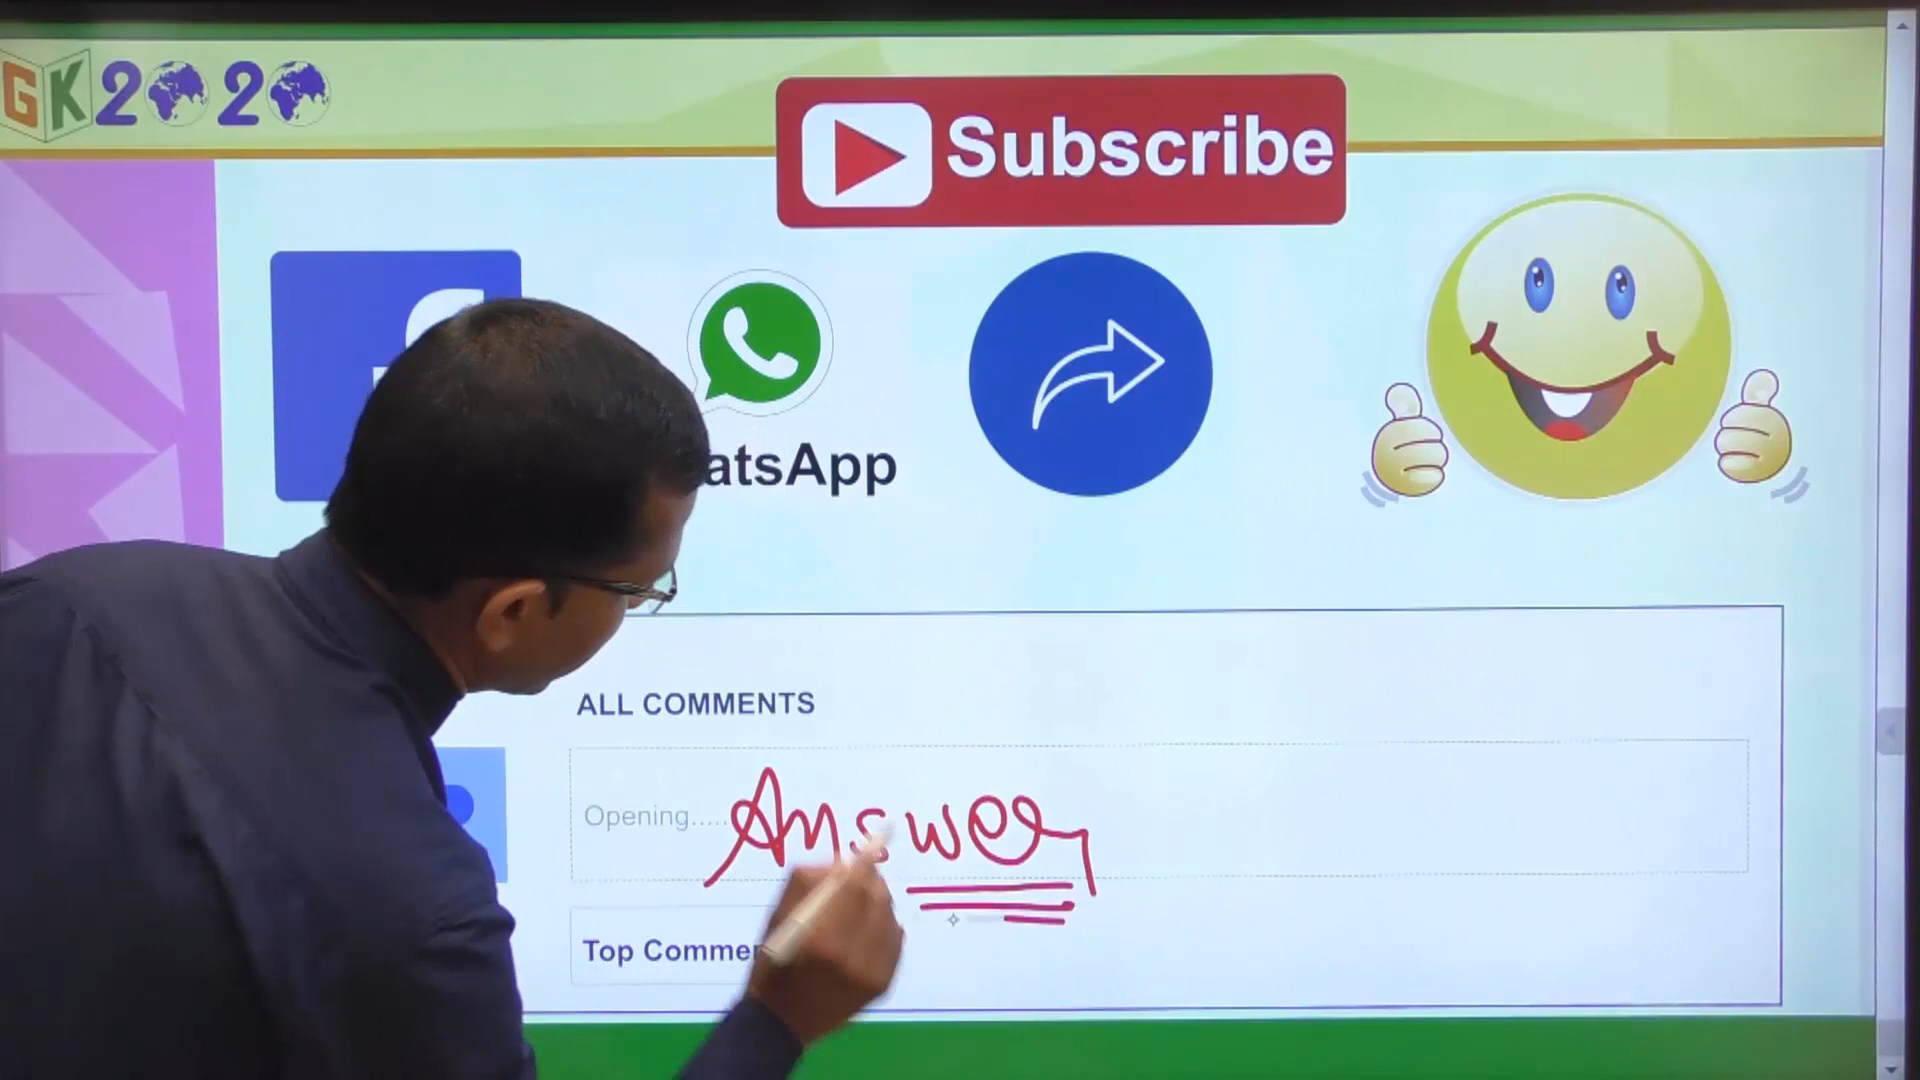 GK2020
Subscribe
f
atsApp
ALL COMMENTS
Opening.....
Answer
Top Commen